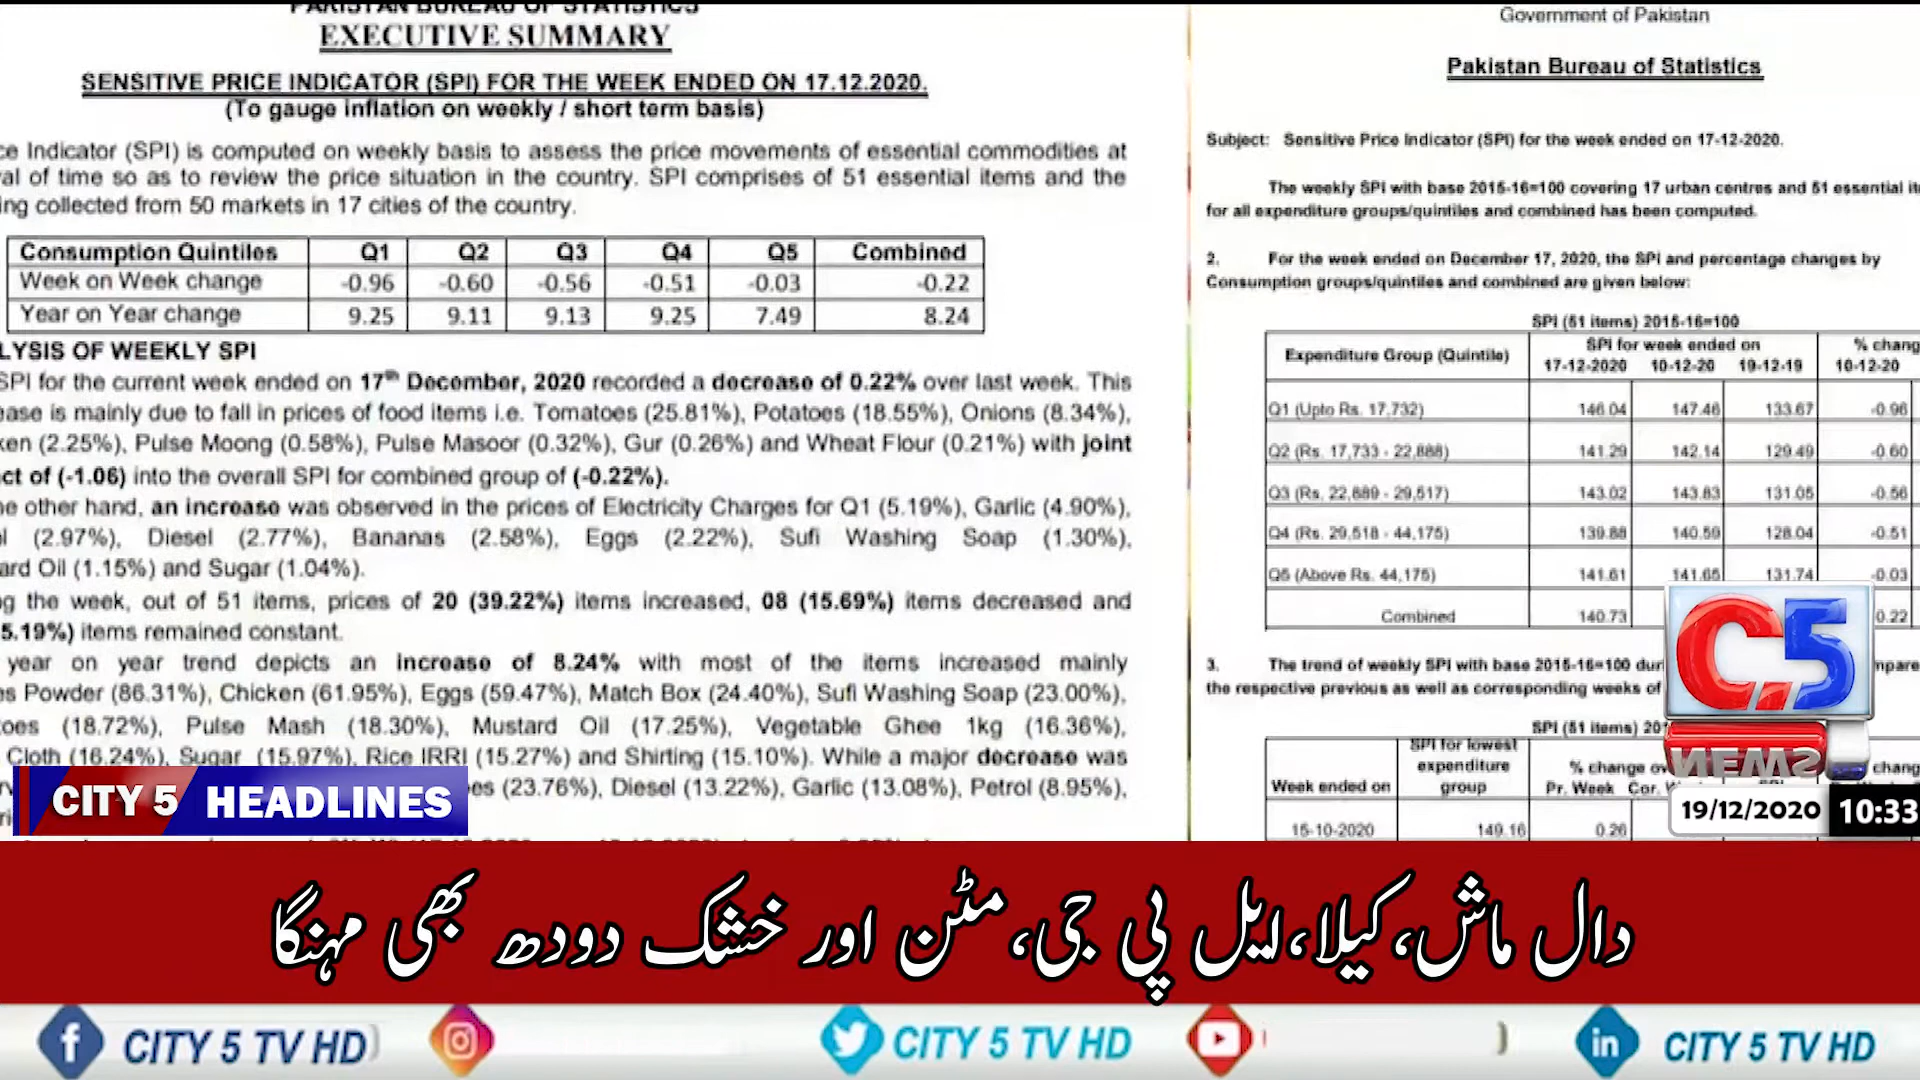 PAKISTAN BUREAU OF STATISTICS
EXECUTIVE SUMMARY
SENSITIVE PRICE INDICATOR (SPI) FOR THE WEEK ENDED ON 17.12.2020.
(To gauge inflation on weekly / short term basis)
Indicator (SPI) is computed on weekly basis to assess the price movements of essential commodities at
of time so as to review the price situation in the country. SPI comprises of 51 essential items and the
collected from 50 markets in 17 cities of the country.
Consumption Quintiles Q1 Q2 Q3 Q4 Q5 Combined
Week on Week change -0.96 -0.60 -0.56 -0.51 -0.03 -0.22
Year on Year change 9.25 9.11 9.13 9.25 7.49 8.24
LYSIS OF WEEKLY SPI
SPI for the current week ended on 17th December, 2020 recorded a decrease of 0.22% over last week. This
ease is mainly due to fall in prices of food items i.e. Tomatoes (25.81%), Potatoes (18.55%), Onions (8.34%),
ken (2.25%), Pulse Moong (0.58%), Pulse Masoor (0.32%), Gur (0.26%) and Wheat Flour (0.21%) with joint
ct of (-1.06) into the overall SPI for combined group of (-0.22%).
other hand, an increase was observed in the prices of Electricity Charges for Q1 (5.19%), Garlic (4.90%),
(2.97%), Diesel (2.77%), Bananas (2.58%), Eggs (2.22%), Sufi Washing Soap (1.30%),
ard Oil (1.15%) and Sugar (1.04%).
g the week, out of 51 items, prices of 20 (39.22%) items increased, 08 (15.69%) items decreased and
5.19%) items remained constant.
year on year trend depicts an increase of 8.24% with most of the items increased mainly
es Powder (86.31%), Chicken (61.95%), Eggs (59.47%), Match Box (24.40%), Sufi Washing Soap (23.00%),
oes (18.72%), Pulse Mash (18.30%), Mustard Oil (17.25%), Vegetable Ghee 1kg (16.36%),
Cloth (16.24%), Sugar (15.97%), Rice IRRI (15.27%) and Shirting (15.10%). While a major decrease was
es (23.76%), Diesel (13.22%), Garlic (13.08%), Petrol (8.95%),
Government of Pakistan
Pakistan Bureau of Statistics
Subject: Sensitive Price Indicator (SPI) for the week ended on 17-12-2020.
The weekly SPI with base 2015-16=100 covering 17 urban centres and 51 essential
for all expenditure groups/quintiles and combined has been computed.
2. For the week ended on December 17, 2020, the SPI and percentage changes by
Consumption groups/quintiles and combined are given below:
SPI (51 items) 2015-16=100
Expenditure Group (Quintile) SPI for week ended on % chang
17-12-2020 10-12-20 19-12-19 10-12-20
Q1 (Upto Rs. 17,732) 146.04 147.46 133.67 -0.96
Q2 (Rs. 17,733 - 22,888) 141.29 142.14 129.49 -0.60
Q3 (Rs. 22,889 - 29,517) 143.02 143.83 131.05 -0.56
Q4 (Rs. 29,518 - 44,175) 139.88 140.59 128.04 -0.51
Q5 (Above Rs. 44,175) 141.61 141.65 131.74 -0.03
Combined 140.73 0.22
3. The trend of weekly SPI with base 2015-16=100 mpare
the respective previous as well as corresponding weeks of
SPI (51 items) 201
Week ended on SPI for lowest expenditure group % change chang
Pr. Week Cor.
15-10-2020 149.16 0.26
C5
NEWS
19/12/2020 10:33
CITY 5 HEADLINES
دال ماش، کیلا، ایل پی جی، مٹن اور خشک دودھ بھی مہنگا
CITY 5 TV HD
CITY 5 TV HD
CITY 5 TV HD